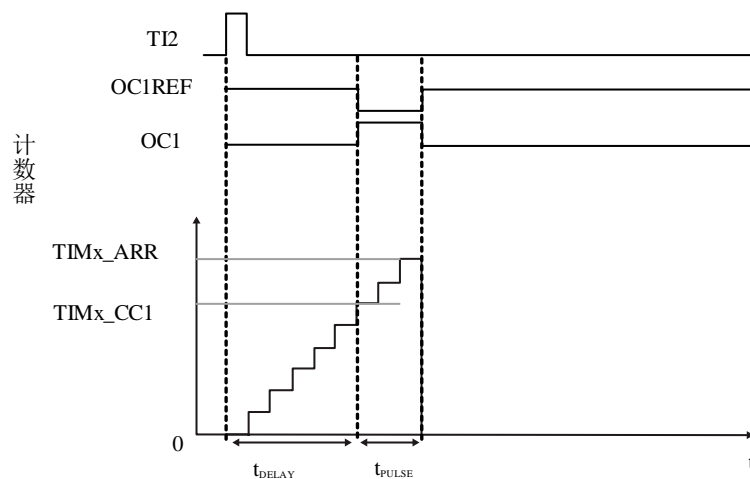 TI2
OC1REF
OC1
计数器
TIMx_ARR
TIMx_CC1
0
t
tDELAY
tPULSE